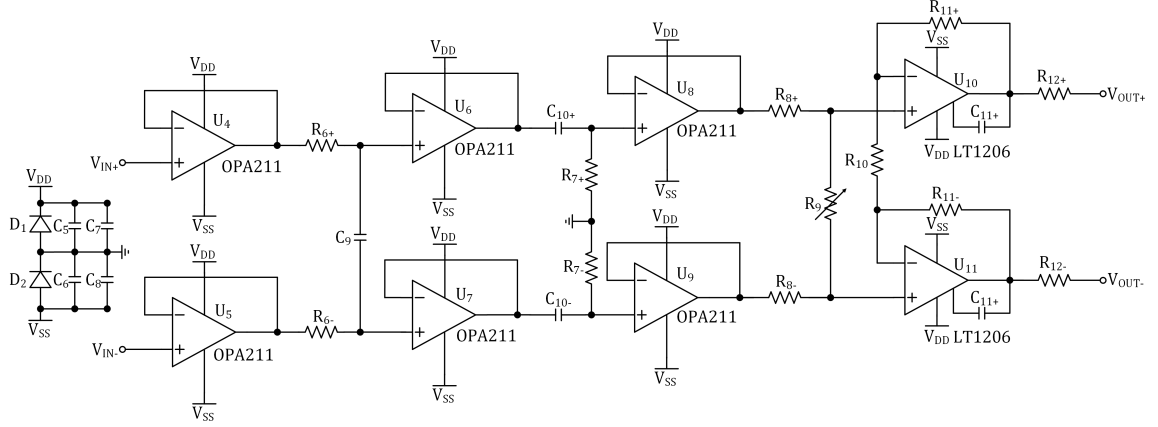 R11+
VSS
VDD
VDD
VDD
U10
R12+
VOUT+
U8
U6
C10+
R8+
U4
R6+
C11+
OPA211
OPA211
VDD LT1206
VIN+
OPA211
R7+
R10
VSS
VSS
VDD
VSS
R9
R11-
D1
C5
C7
VDD
VSS
C9
VDD
VDD
R7-
U11
D2
C6
C8
U9
R12-
VOUT-
U7
C10-
R8-
U5
R6-
C11+
VSS
OPA211
OPA211
VDD LT1206
VIN-
OPA211
VSS
VSS
VSS